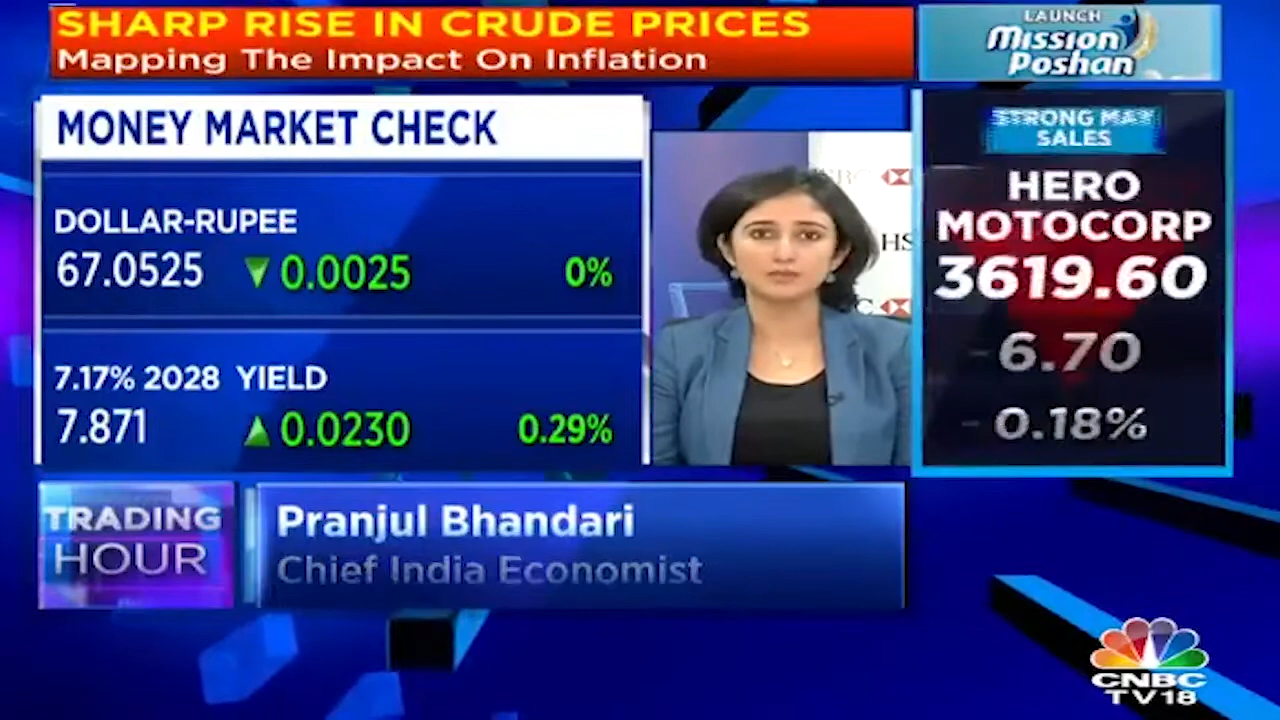 SHARP RISE IN CRUDE PRICES
Mapping The Impact On Inflation
LAUNCH
Mission
Poshan
MONEY MARKET CHECK
DOLLAR-RUPEE
67.0525 ▼ 0.0025 0%
7.17% 2028 YIELD
7.871 ▲ 0.0230 0.29%
HS
STRONG MAY
SALES
HERO
MOTOCORP
3619.60
- 6.70
- 0.18%
TRADING
HOUR
Pranjul Bhandari
Chief India Economist
CNBC
TV18